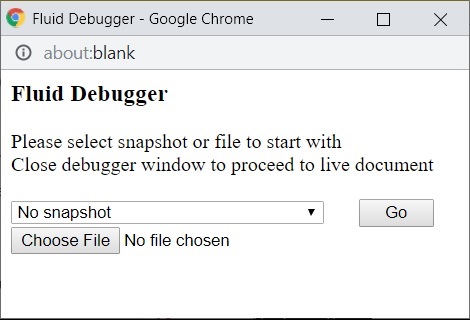 Fluid Debugger - Google Chrome
about:blank
Fluid Debugger
Please select snapshot or file to start with
Close debugger window to proceed to live document
No snapshot
Go
Choose File No file chosen